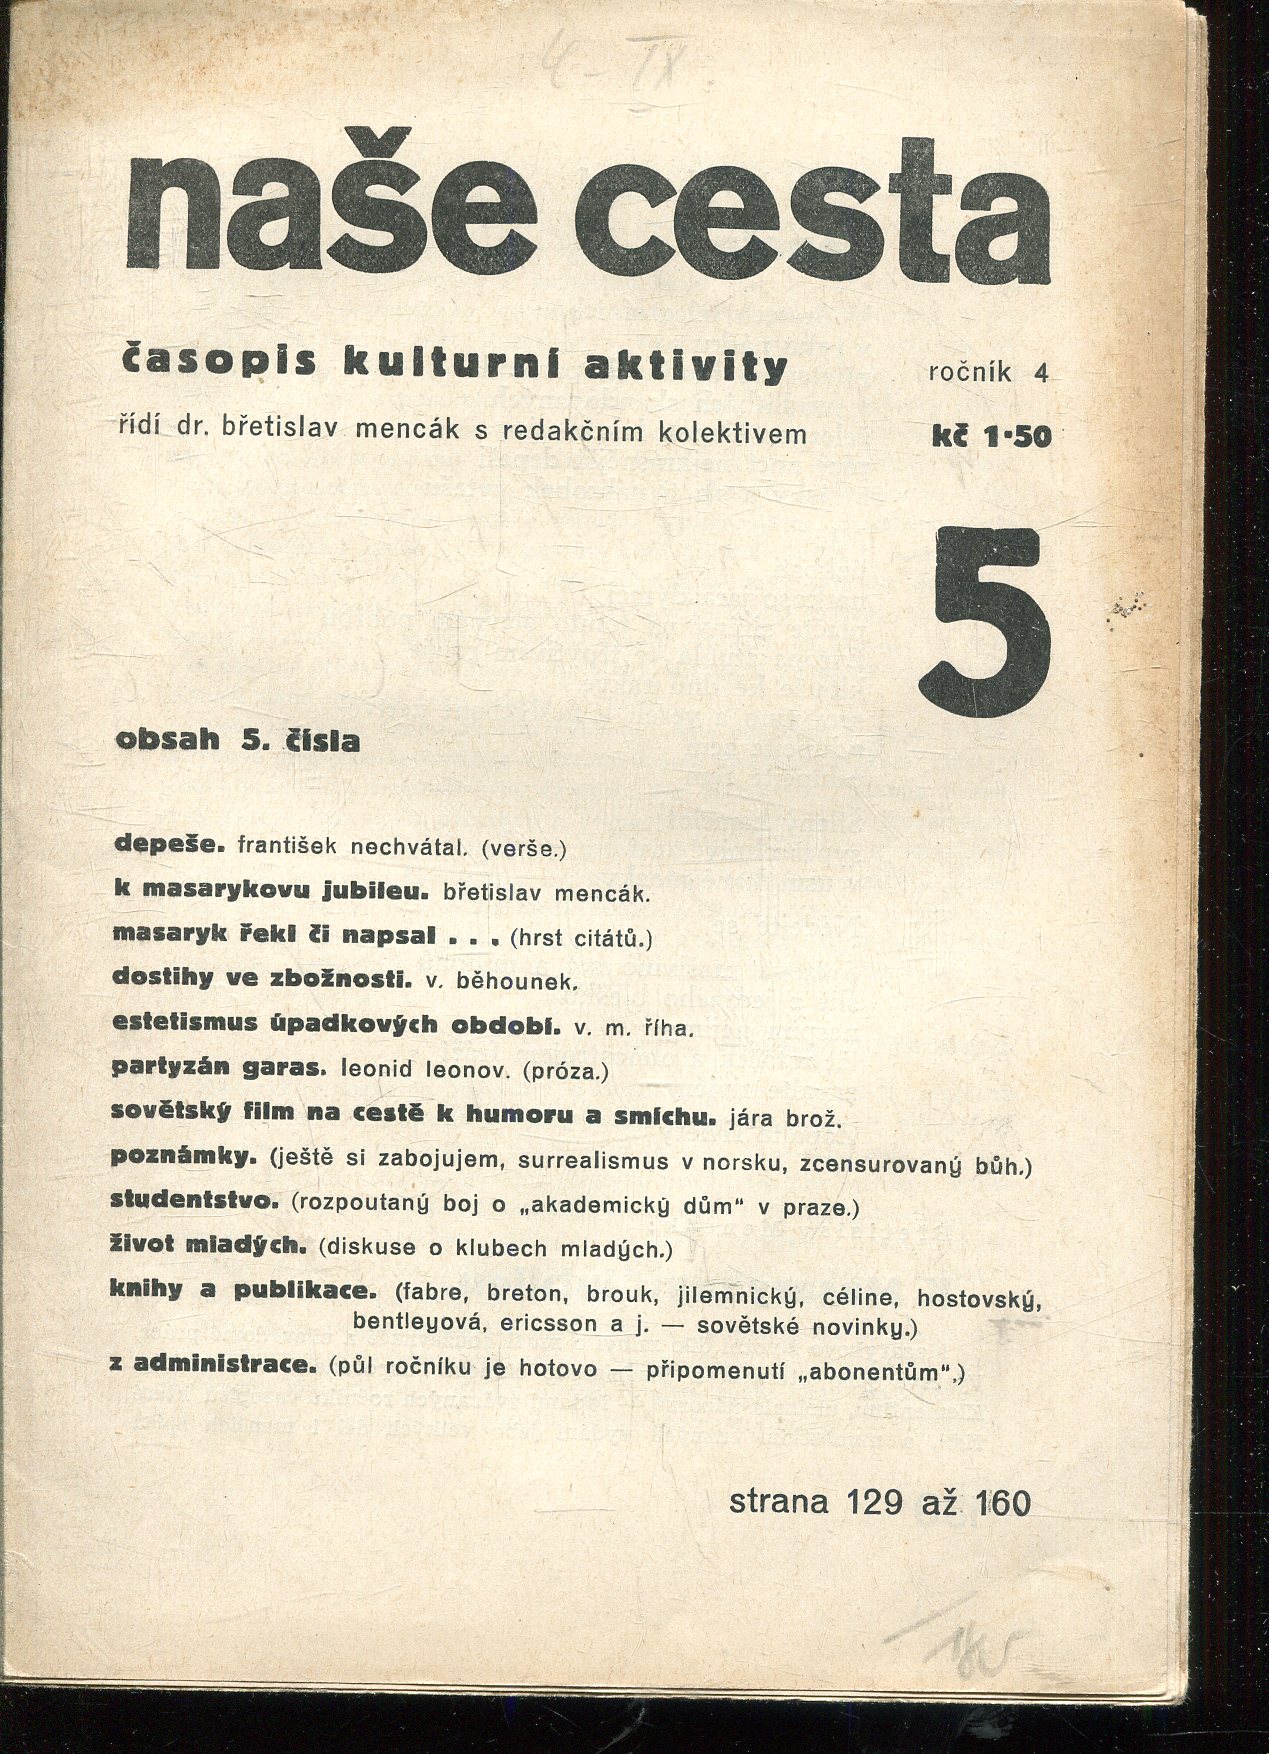 naše cesta
časopis kulturní aktivity
ročník 4
řídí dr. břetislav mencák s redakčním kolektivem
kč 1·50
5
obsah 5. čísla
depeše. františek nechvátal. (verše.)
k masarykovu jubileu. břetislav mencák.
masaryk řekl či napsal . . . (hrst citátů.)
dostihy ve zbožnosti. v. běhounek.
estetismus úpadkových období. v. m. říha.
partyzán garas. leonid leonov. (próza.)
sovětský film na cestě k humoru a smíchu. jára brož.
poznámky. (ještě si zabojujem, surrealismus v norsku, zcensurovaný bůh.)
studentstvo. (rozpoutaný boj o „akademický dům“ v praze.)
život mladých. (diskuse o klubech mladých.)
knihy a publikace. (fabre, breton, brouk, jilemnický, céline, hostovský,
bentleyová, ericsson a j. — sovětské novinky.)
z administrace. (půl ročníku je hotovo — připomenutí „abonentům“.)
strana 129 až 160